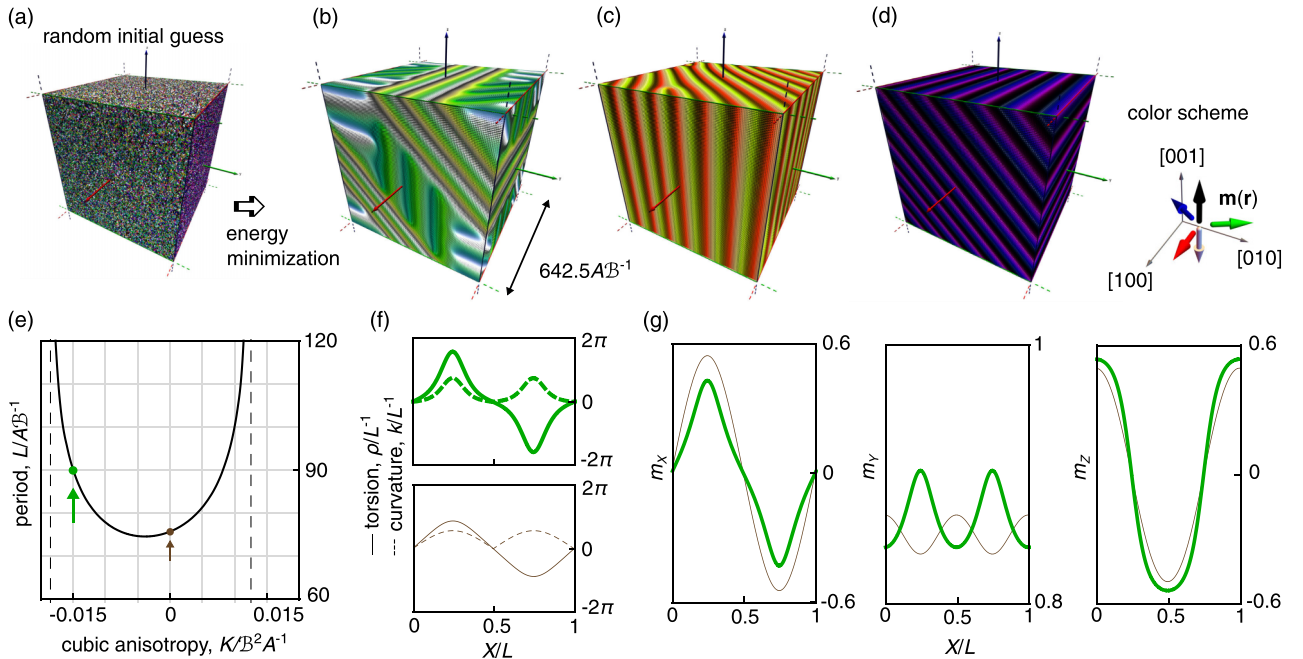 (a)
random initial guess
energy
minimization
(b)
642.5Aℬ⁻¹
(c)
(d)
color scheme
[001]
m(r)
[010]
[100]
(e)
120
90
60
period, L/Aℬ⁻¹
-0.015
0
0.015
cubic anisotropy, K/ℬ²A⁻¹
(f)
2π
0
-2π
2π
0
-2π
— torsion, ρ/L⁻¹
--- curvature, k/L⁻¹
0
0.5
1
X/L
(g)
m_X
0.6
0
-0.6
0
0.5
1
m_Y
1
0.8
0
0.5
1
X/L
m_Z
0.6
0
-0.6
0
0.5
1